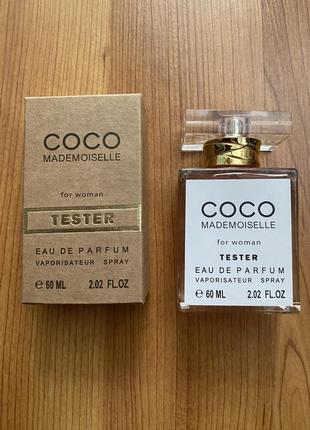 COCO
MADEMOISELLE
for woman
TESTER
EAU DE PARFUM
VAPORISATEUR SPRAY
℮ 60 ML 2.02 FL.OZ
COCO
MADEMOISELLE
for woman
TESTER
EAU DE PARFUM
VAPORISATEUR SPRAY
℮ 60 ML 2.02 FL.OZ